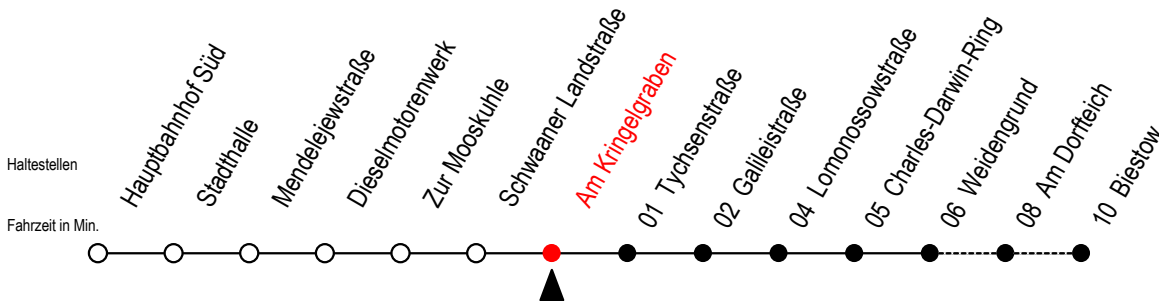 Haltestellen
Fahrzeit in Min.
Hauptbahnhof Süd
Stadthalle
Mendelejewstraße
Dieselmotorenwerk
Zur Mooskuhle
Schwaaner Landstraße
Am Kringelgraben
01 Tychsenstraße
02 Galileistraße
04 Lomonossowstraße
05 Charles-Darwin-Ring
06 Weidengrund
08 Am Dorfteich
10 Biestow